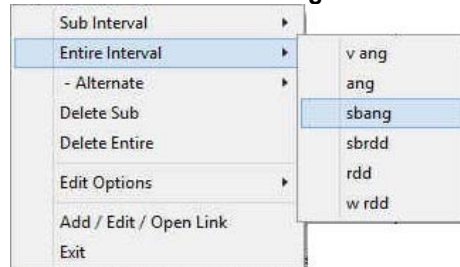 Sub Interval
Entire Interval
- Alternate
Delete Sub
Delete Entire
Edit Options
Add / Edit / Open Link
Exit
v ang
ang
sbang
sbrdd
rdd
w rdd